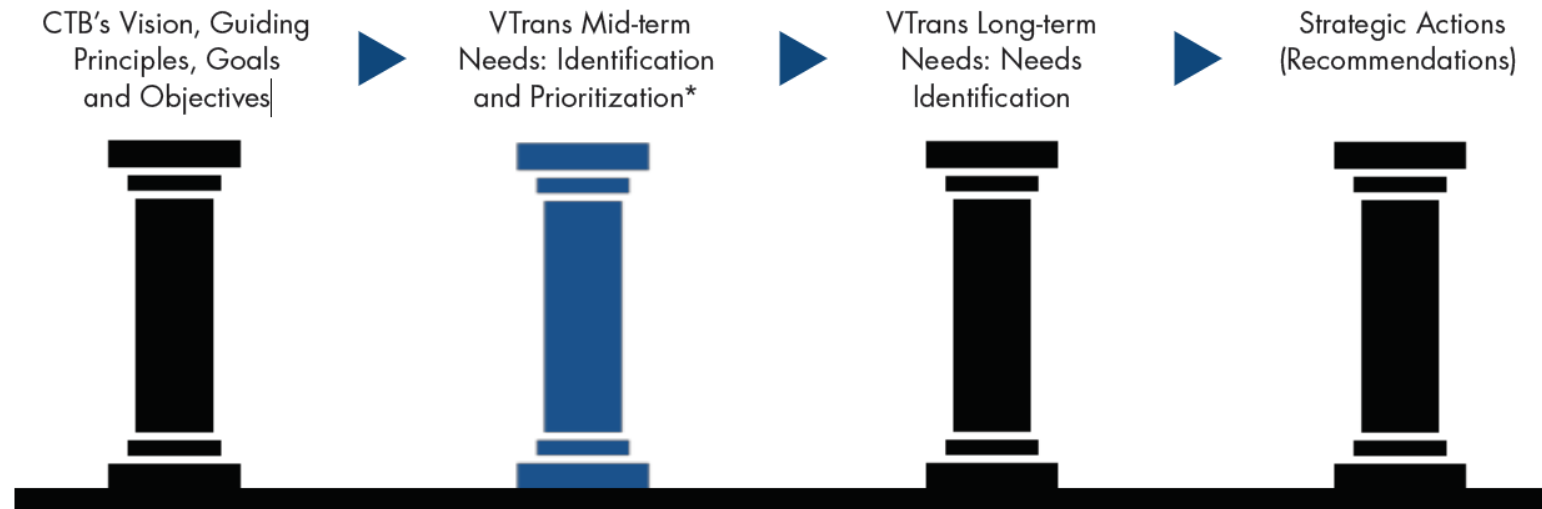 CTB's Vision, Guiding
Principles, Goals
and Objectives
VTrans Mid-term
Needs: Identification
and Prioritization*
VTrans Long-term
Needs: Needs
Identification
Strategic Actions
(Recommendations)